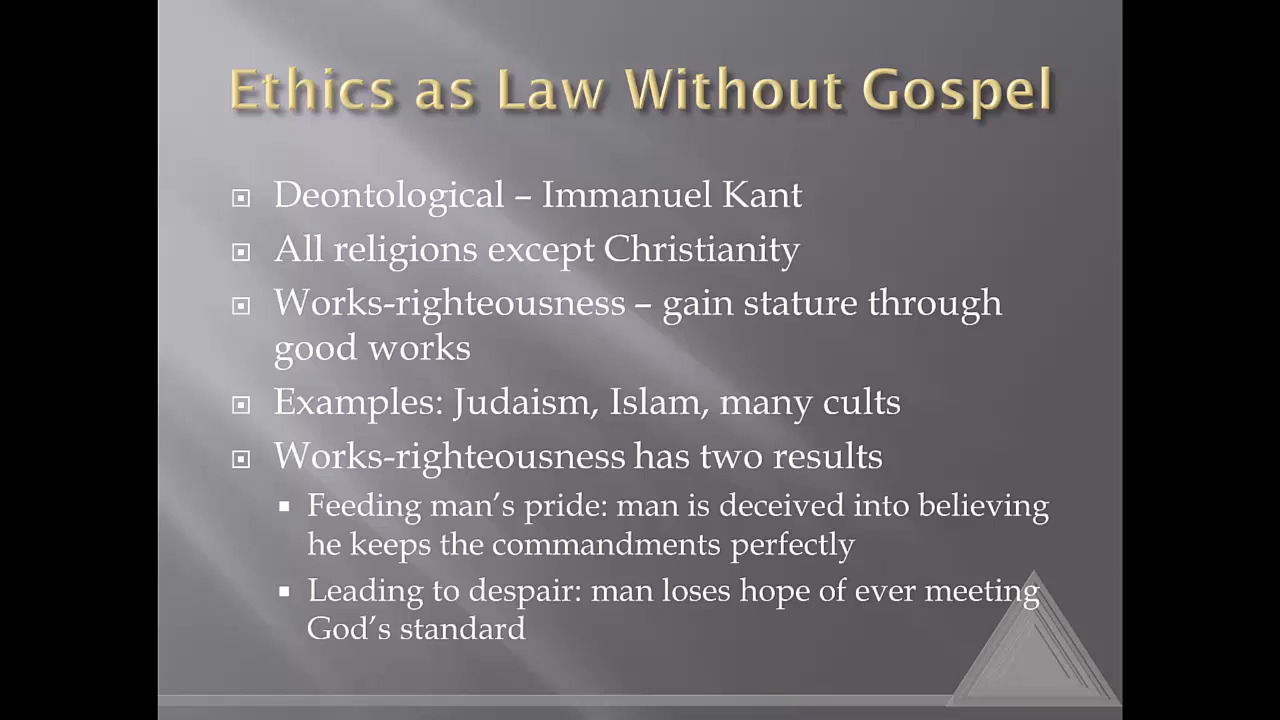 Ethics as Law Without Gospel
Deontological – Immanuel Kant
All religions except Christianity
Works-righteousness – gain stature through
good works
Examples: Judaism, Islam, many cults
Works-righteousness has two results
Feeding man’s pride: man is deceived into believing
he keeps the commandments perfectly
Leading to despair: man loses hope of ever meeting
God’s standard